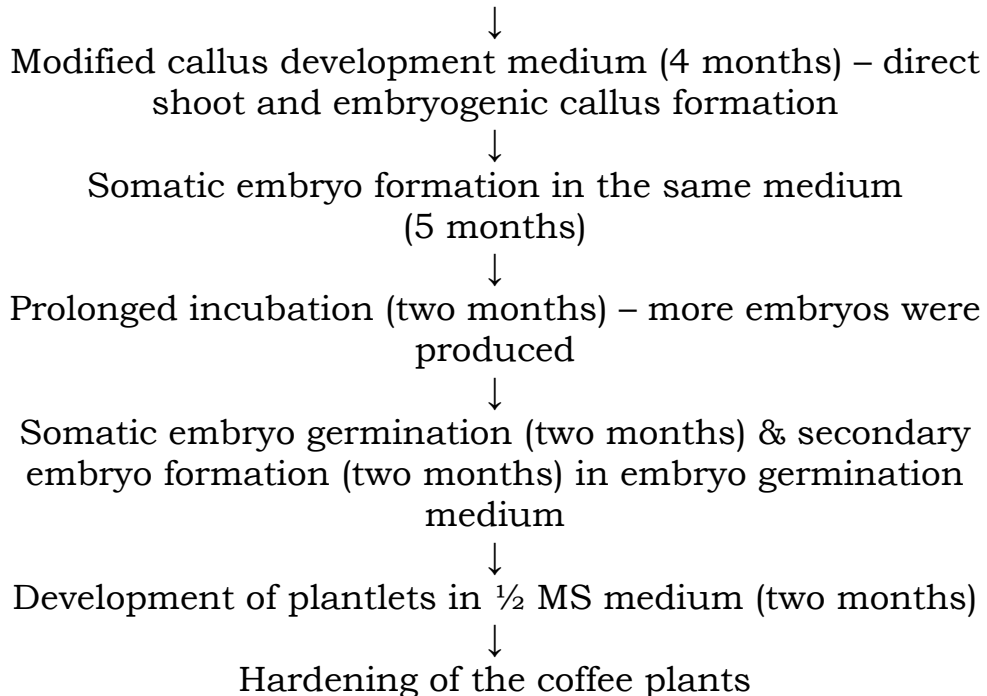 ↓
Modified callus development medium (4 months) – direct
shoot and embryogenic callus formation
↓
Somatic embryo formation in the same medium
(5 months)
↓
Prolonged incubation (two months) – more embryos were
produced
↓
Somatic embryo germination (two months) & secondary
embryo formation (two months) in embryo germination
medium
↓
Development of plantlets in ½ MS medium (two months)
↓
Hardening of the coffee plants